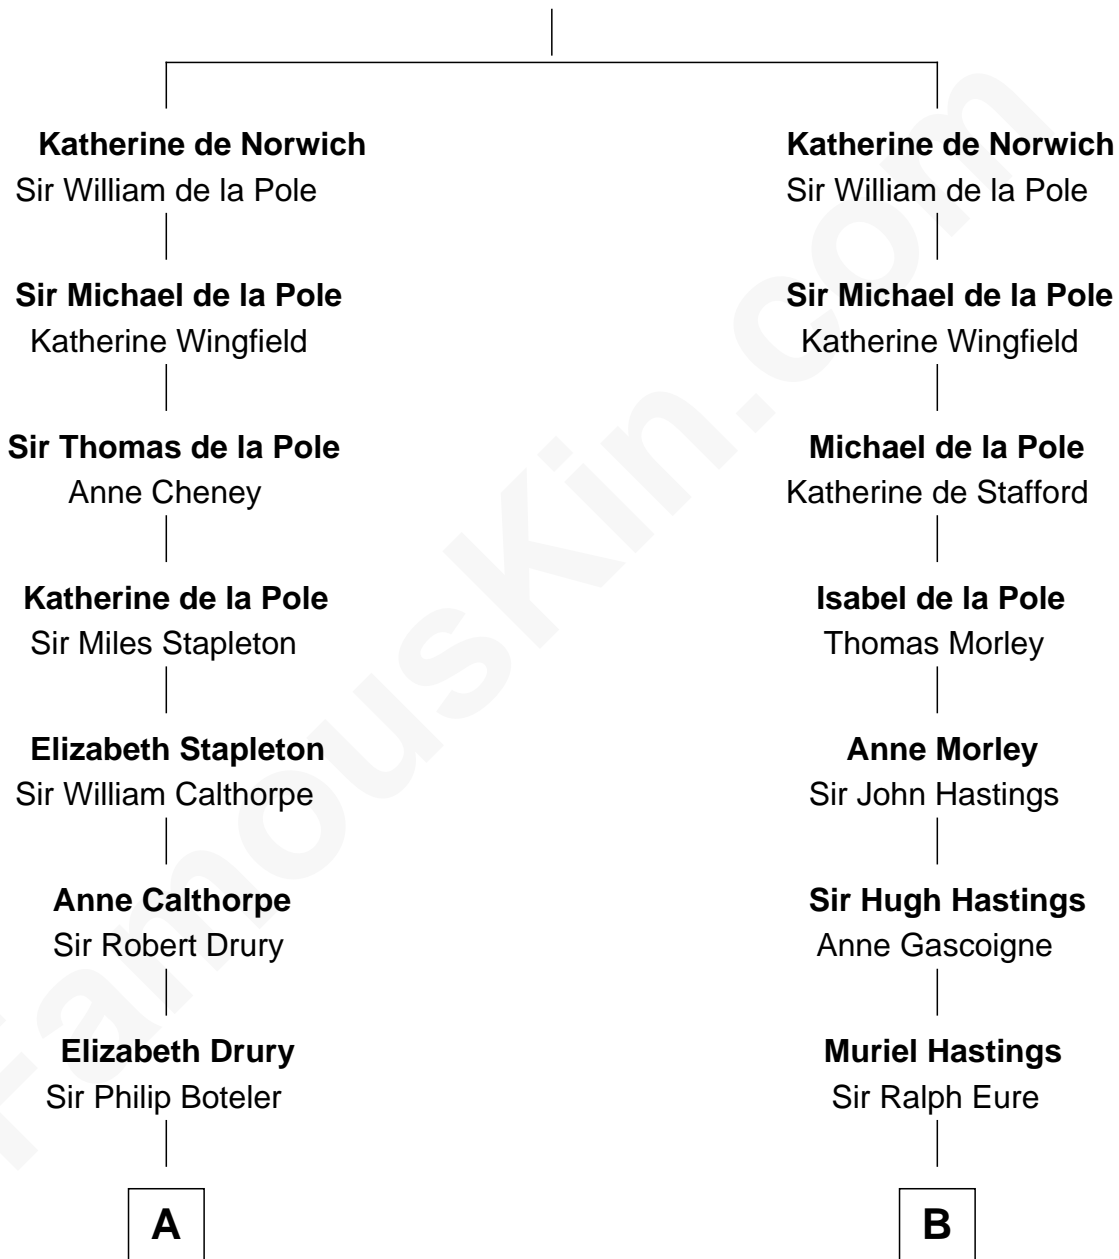 Katherine de Norwich
Sir William de la Pole
Katherine de Norwich
Sir William de la Pole
Sir Michael de la Pole
Katherine Wingfield
Sir Michael de la Pole
Katherine Wingfield
Sir Thomas de la Pole
Anne Cheney
Michael de la Pole
Katherine de Stafford
Katherine de la Pole
Sir Miles Stapleton
Isabel de la Pole
Thomas Morley
Elizabeth Stapleton
Sir William Calthorpe
Anne Morley
Sir John Hastings
Anne Calthorpe
Sir Robert Drury
Sir Hugh Hastings
Anne Gascoigne
Elizabeth Drury
Sir Philip Boteler
Muriel Hastings
Sir Ralph Eure
A
B
FamousKin.com